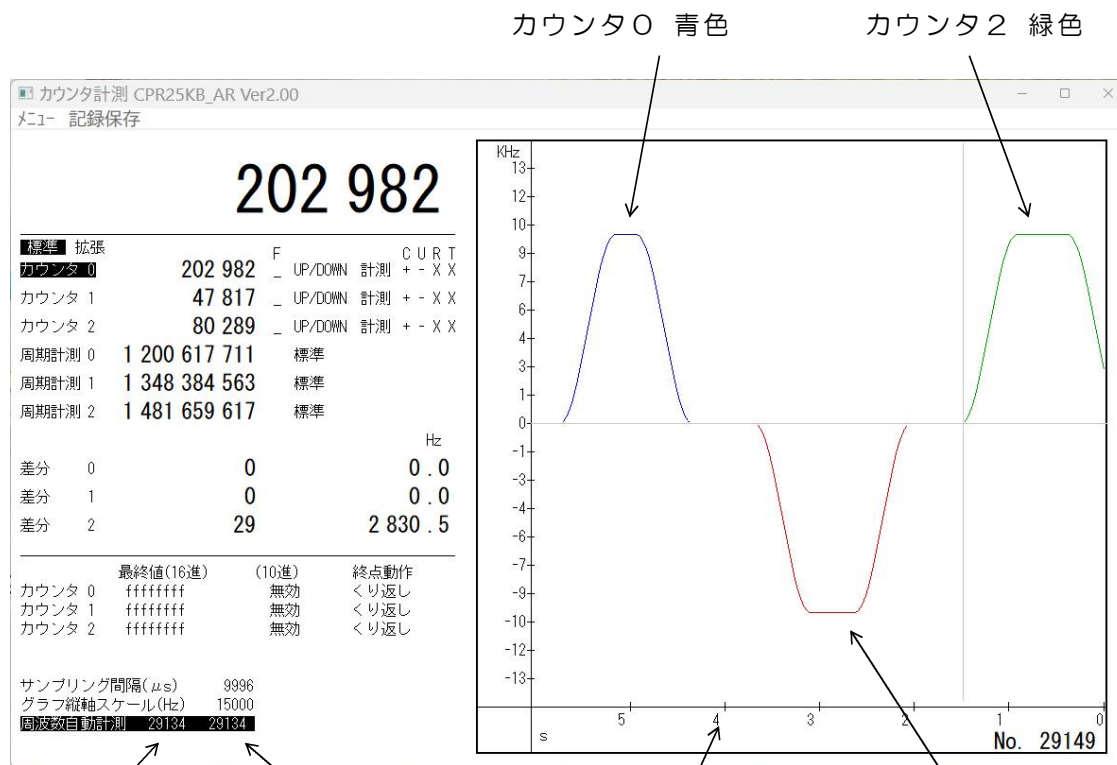 カウンタ0 青色
カウンタ2 緑色
カウンタ計測 CPR25KB_AR Ver2.00
メニュー 記録保存
202 982
標準 拡張
F C U R T
カウンタ 0 202 982 _ UP/DOWN 計測 + - X X
カウンタ 1 47 817 _ UP/DOWN 計測 + - X X
カウンタ 2 80 289 _ UP/DOWN 計測 + - X X
周期計測 0 1 200 617 711 標準
周期計測 1 1 348 384 563 標準
周期計測 2 1 481 659 617 標準
Hz
差分 0 0 0.0
差分 1 0 0.0
差分 2 29 2 830.5
最終値(16進) (10進) 終点動作
カウンタ 0 ffffffff 無効 くり返し
カウンタ 1 ffffffff 無効 くり返し
カウンタ 2 ffffffff 無効 くり返し
サンプリング間隔(μs) 9996
グラフ縦軸スケール(Hz) 15000
周波数自動計測 29134 29134
KHz
13
12
10
9
7
6
4
3
1
0
-1
-3
-4
-6
-7
-9
-10
-12
-13
5 4 3 2 1 0
s
No. 29149